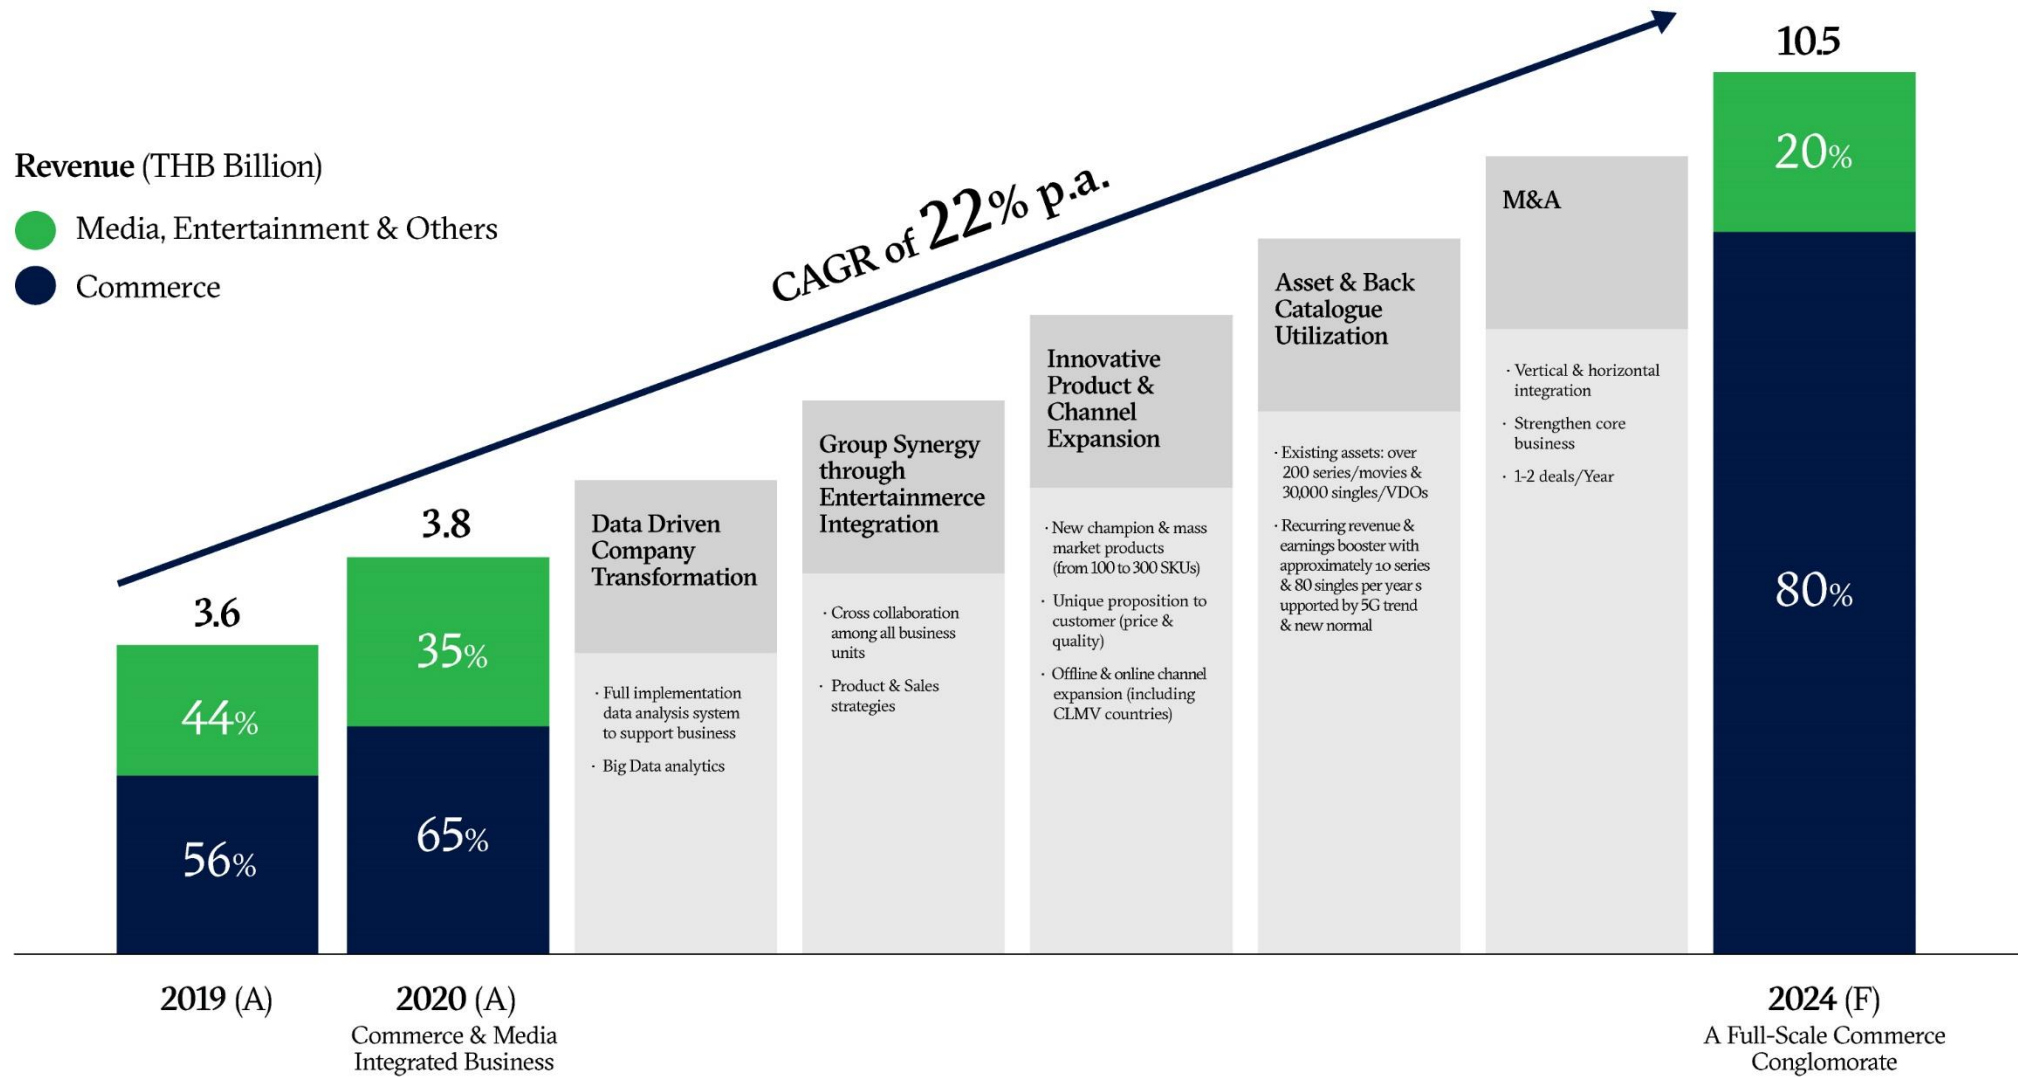 Revenue (THB Billion)
Media, Entertainment & Others
Commerce
CAGR of 22% p.a.
3.6
44%
56%
2019 (A)
3.8
35%
65%
2020 (A)
Commerce & Media
Integrated Business
Data Driven
Company
Transformation
· Full implementation
data analysis system
to support business
· Big Data analytics
Group Synergy
through
Entertainmerce
Integration
· Cross collaboration
among all business
units
· Product & Sales
strategies
Innovative
Product &
Channel
Expansion
· New champion & mass
market products
(from 100 to 300 SKUs)
· Unique proposition to
customer (price &
quality)
· Offline & online channel
expansion (including
CLMV countries)
Asset & Back
Catalogue
Utilization
· Existing assets: over
200 series/movies &
30,000 singles/VDOs
· Recurring revenue &
earnings booster with
approximately 10 series
& 80 singles per year s
upported by 5G trend
& new normal
M&A
· Vertical & horizontal
integration
· Strengthen core
business
· 1-2 deals/Year
10.5
20%
80%
2024 (F)
A Full-Scale Commerce
Conglomorate